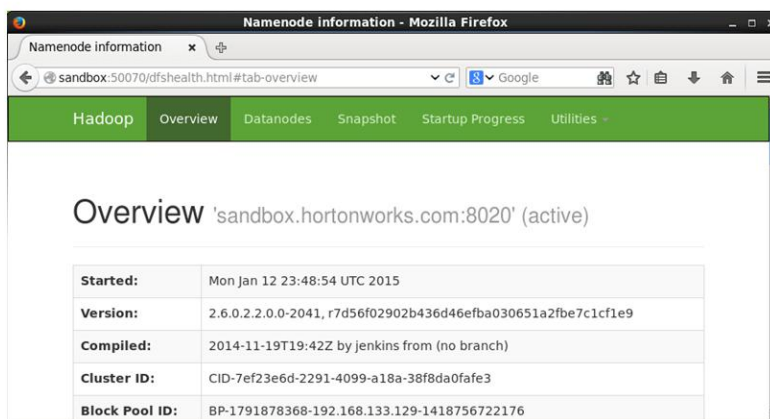 Namenode information - Mozilla Firefox
Namenode information
sandbox:50070/dfshealth.html#tab-overview
Google
Hadoop Overview Datanodes Snapshot Startup Progress Utilities
Overview 'sandbox.hortonworks.com:8020' (active)
Started: Mon Jan 12 23:48:54 UTC 2015
Version: 2.6.0.2.2.0.0-2041, r7d56f02902b436d46efba030651a2fbe7c1cf1e9
Compiled: 2014-11-19T19:42Z by jenkins from (no branch)
Cluster ID: CID-7ef23e6d-2291-4099-a18a-38f8da0fafe3
Block Pool ID: BP-1791878368-192.168.133.129-1418756722176